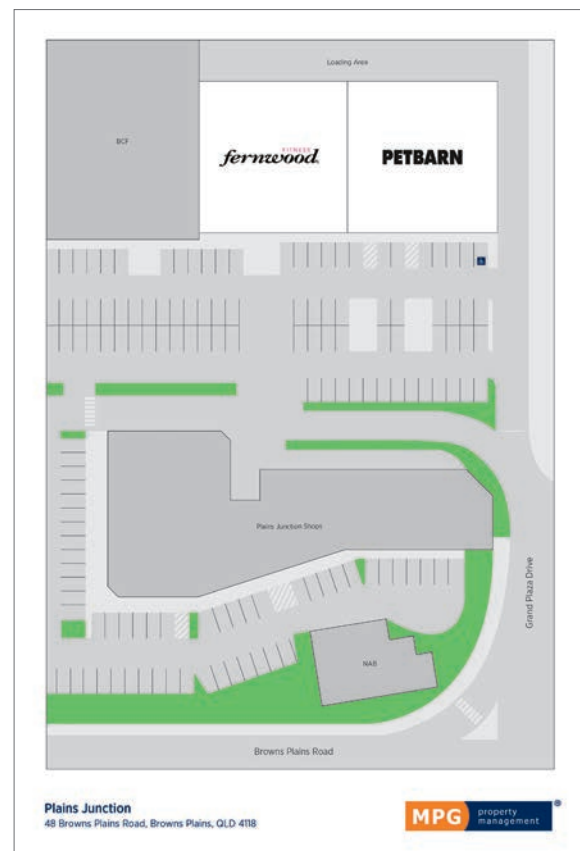 Loading Area
BCF
FITNESS
fernwood
PETBARN
Plains Junction Shops
Grand Plaza Drive
NAB
Browns Plains Road
Plains Junction
48 Browns Plains Road, Browns Plains, QLD 4118
MPG property management ®